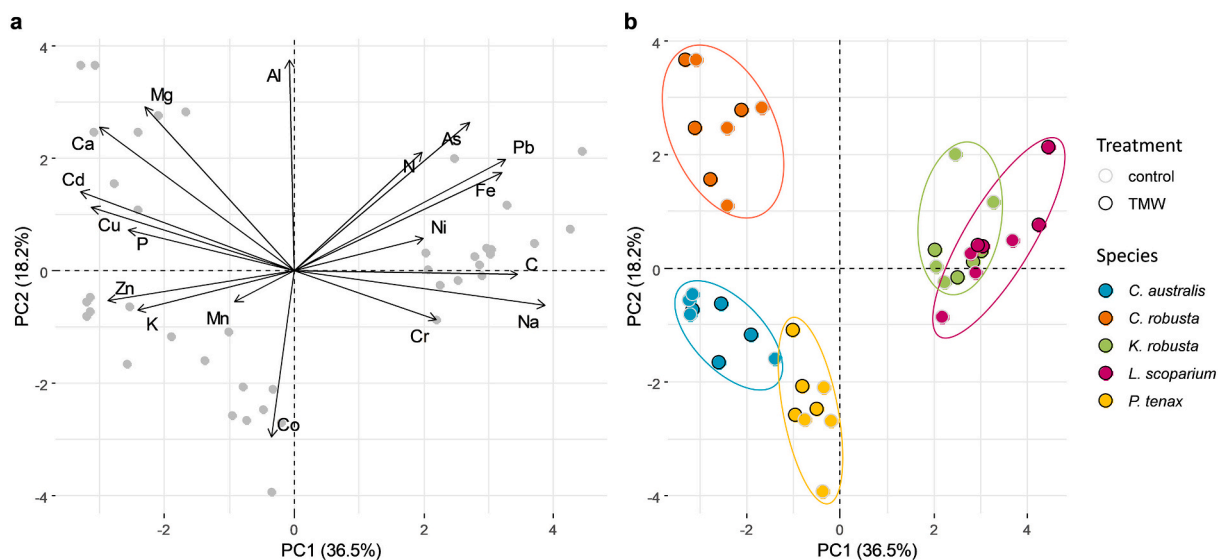 a
4
2
0
-2
-4
PC2 (18.2%)
Al
Mg
Ca
As
Pb
N
Cd
Fe
Cu
P
Ni
C
Zn
K
Mn
Na
Cr
Co
-2
0
2
4
PC1 (36.5%)
b
4
2
0
-2
-4
PC2 (18.2%)
-2
0
2
4
PC1 (36.5%)
Treatment
control
TMW
Species
C. australis
C. robusta
K. robusta
L. scoparium
P. tenax